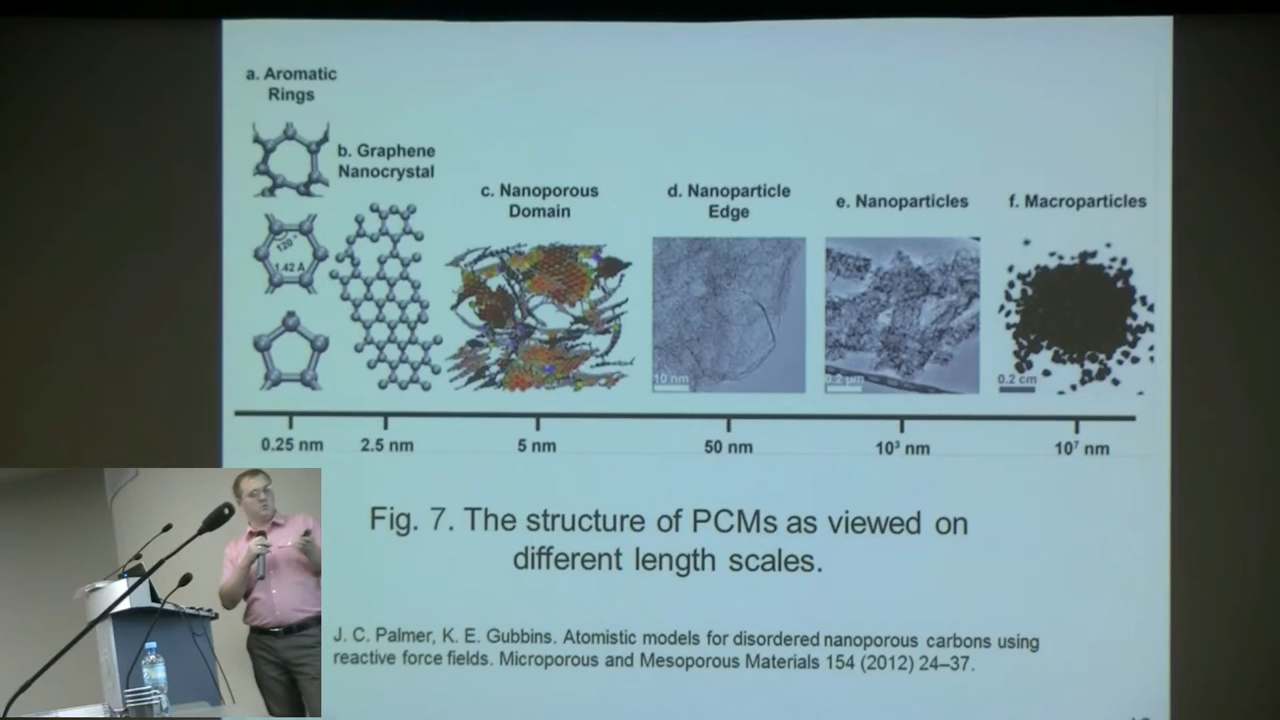 a. Aromatic
Rings
b. Graphene
Nanocrystal
c. Nanoporous
Domain
d. Nanoparticle
Edge
e. Nanoparticles
f. Macroparticles
120°
1.42 Å
10 nm
0.2 µm
0.2 cm
0.25 nm 2.5 nm 5 nm 50 nm 10³ nm 10⁷ nm
Fig. 7. The structure of PCMs as viewed on
different length scales.
J. C. Palmer, K. E. Gubbins. Atomistic models for disordered nanoporous carbons using
reactive force fields. Microporous and Mesoporous Materials 154 (2012) 24–37.